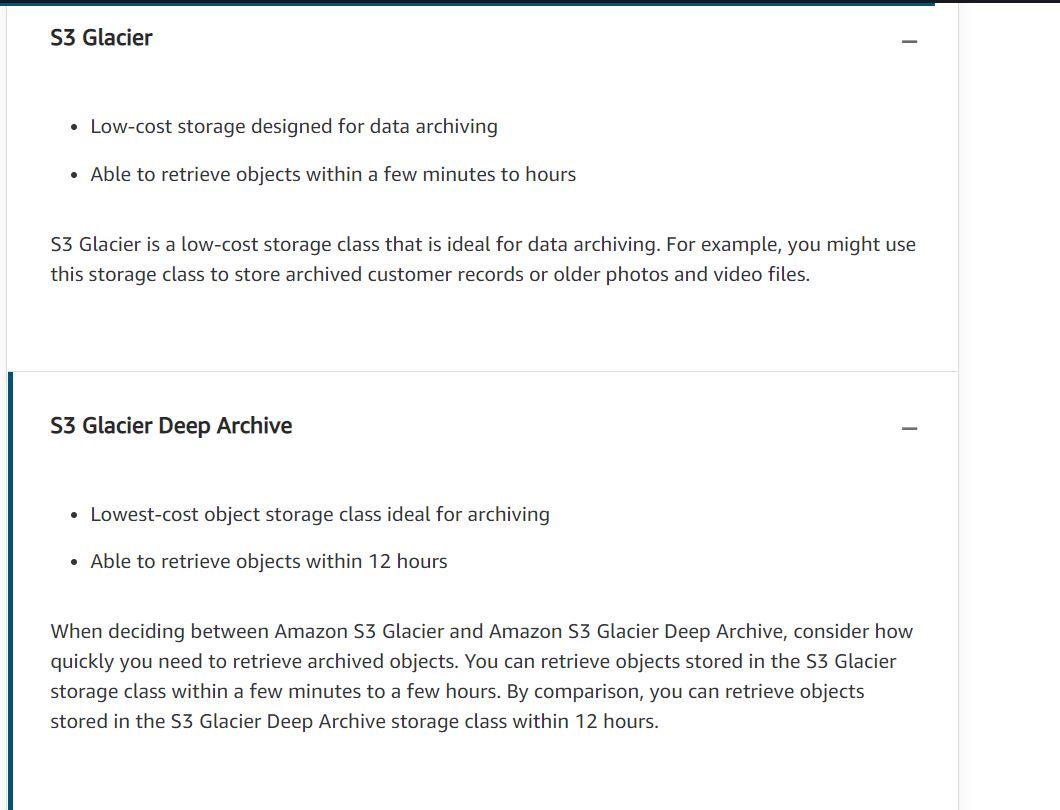 S3 Glacier
Low-cost storage designed for data archiving
Able to retrieve objects within a few minutes to hours
S3 Glacier is a low-cost storage class that is ideal for data archiving. For example, you might use
this storage class to store archived customer records or older photos and video files.
S3 Glacier Deep Archive
Lowest-cost object storage class ideal for archiving
Able to retrieve objects within 12 hours
When deciding between Amazon S3 Glacier and Amazon S3 Glacier Deep Archive, consider how
quickly you need to retrieve archived objects. You can retrieve objects stored in the S3 Glacier
storage class within a few minutes to a few hours. By comparison, you can retrieve objects
stored in the S3 Glacier Deep Archive storage class within 12 hours.